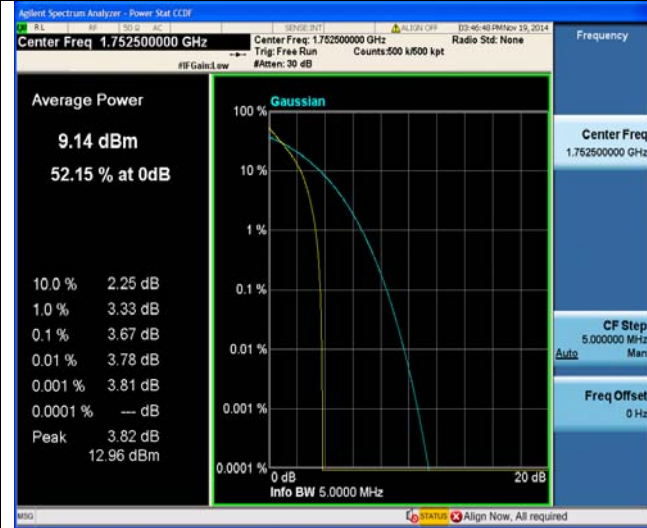 Agilent Spectrum Analyzer - Power Stat CCDF
RL RF 50 Ω AC SENSE:INT ALIGN OFF 03:46:48 PM Nov 19, 2014
Center Freq 1.752500000 GHz
Center Freq: 1.752500000 GHz Radio Std: None
Trig: Free Run Counts:500 k/500 kpt
#IFGain:Low #Atten: 30 dB
Frequency
Average Power
9.14 dBm
52.15 % at 0dB
10.0 % 2.25 dB
1.0 % 3.33 dB
0.1 % 3.67 dB
0.01 % 3.78 dB
0.001 % 3.81 dB
0.0001 % --- dB
Peak 3.82 dB
12.96 dBm
Gaussian
100 %
10 %
1 %
0.1 %
0.01 %
0.001 %
0.0001 %
0 dB 20 dB
Info BW 5.0000 MHz
Center Freq
1.752500000 GHz
CF Step
5.000000 MHz
Auto Man
Freq Offset
0 Hz
MSG STATUS Align Now, All required